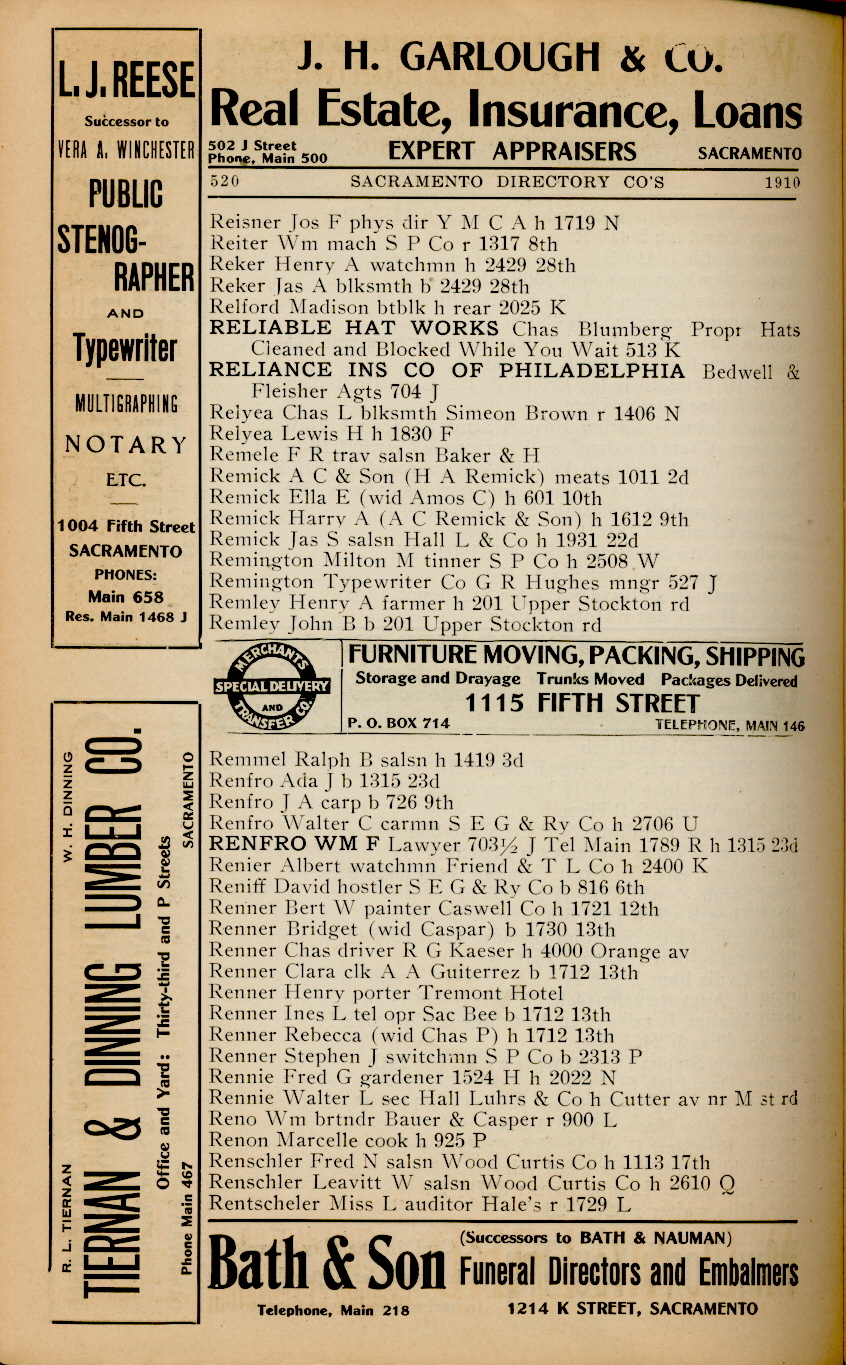 L. J. REESE
Successor to
VERA A. WINCHESTER
PUBLIC
STENOG-
RAPHER
AND
Typewriter
MULTIGRAPHING
NOTARY
ETC.
1004 Fifth Street
SACRAMENTO
PHONES:
Main 658
Res. Main 1468 J
J. H. GARLOUGH & CO.
Real Estate, Insurance, Loans
502 J Street
Phone, Main 500
EXPERT APPRAISERS
SACRAMENTO
520 SACRAMENTO DIRECTORY CO'S 1910
Reisner Jos F phys dir Y M C A h 1719 N
Reiter Wm mach S P Co r 1317 8th
Reker Henry A watchmn h 2429 28th
Reker Jas A blksmth b 2429 28th
Relford Madison btblk h rear 2025 K
RELIABLE HAT WORKS Chas Blumberg Propr Hats
Cleaned and Blocked While You Wait 513 K
RELIANCE INS CO OF PHILADELPHIA Bedwell &
Fleisher Agts 704 J
Relyea Chas L blksmth Simeon Brown r 1406 N
Relyea Lewis H h 1830 F
Remele F R trav salsn Baker & H
Remick A C & Son (H A Remick) meats 1011 2d
Remick Ella E (wid Amos C) h 601 10th
Remick Harry A (A C Remick & Son) h 1612 9th
Remick Jas S salsn Hall L & Co h 1931 22d
Remington Milton M tinner S P Co h 2508 W
Remington Typewriter Co G R Hughes mngr 527 J
Remley Henry A farmer h 201 Upper Stockton rd
Remley John B b 201 Upper Stockton rd
MERCHANTS
SPECIAL DELIVERY
AND
TRANSFER CO.
FURNITURE MOVING, PACKING, SHIPPING
Storage and Drayage Trunks Moved Packages Delivered
1115 FIFTH STREET
P. O. BOX 714 TELEPHONE, MAIN 146
R. L. TIERNAN W. H. DINNING
TIERNAN & DINNING LUMBER CO.
Office and Yard: Thirty-third and P Streets
Phone Main 467 SACRAMENTO
Remmel Ralph B salsn h 1419 3d
Renfro Ada J b 1315 23d
Renfro J A carp b 726 9th
Renfro Walter C carmn S E G & Ry Co h 2706 U
RENFRO WM F Lawyer 703½ J Tel Main 1789 R h 1315 23d
Renier Albert watchmn Friend & T L Co h 2400 K
Reniff David hostler S E G & Ry Co b 816 6th
Renner Bert W painter Caswell Co h 1721 12th
Renner Bridget (wid Caspar) b 1730 13th
Renner Chas driver R G Kaeser h 4000 Orange av
Renner Clara clk A A Guiterrez b 1712 13th
Renner Henry porter Tremont Hotel
Renner Ines L tel opr Sac Bee b 1712 13th
Renner Rebecca (wid Chas P) h 1712 13th
Renner Stephen J switchmn S P Co b 2313 P
Rennie Fred G gardener 1524 H h 2022 N
Rennie Walter L sec Hall Luhrs & Co h Cutter av nr M st rd
Reno Wm brtndr Bauer & Casper r 900 L
Renon Marcelle cook h 925 P
Renschler Fred N salsn Wood Curtis Co h 1113 17th
Renschler Leavitt W salsn Wood Curtis Co h 2610 Q
Rentscheler Miss L auditor Hale's r 1729 L
Bath & Son
(Successors to BATH & NAUMAN)
Funeral Directors and Embalmers
Telephone, Main 218 1214 K STREET, SACRAMENTO